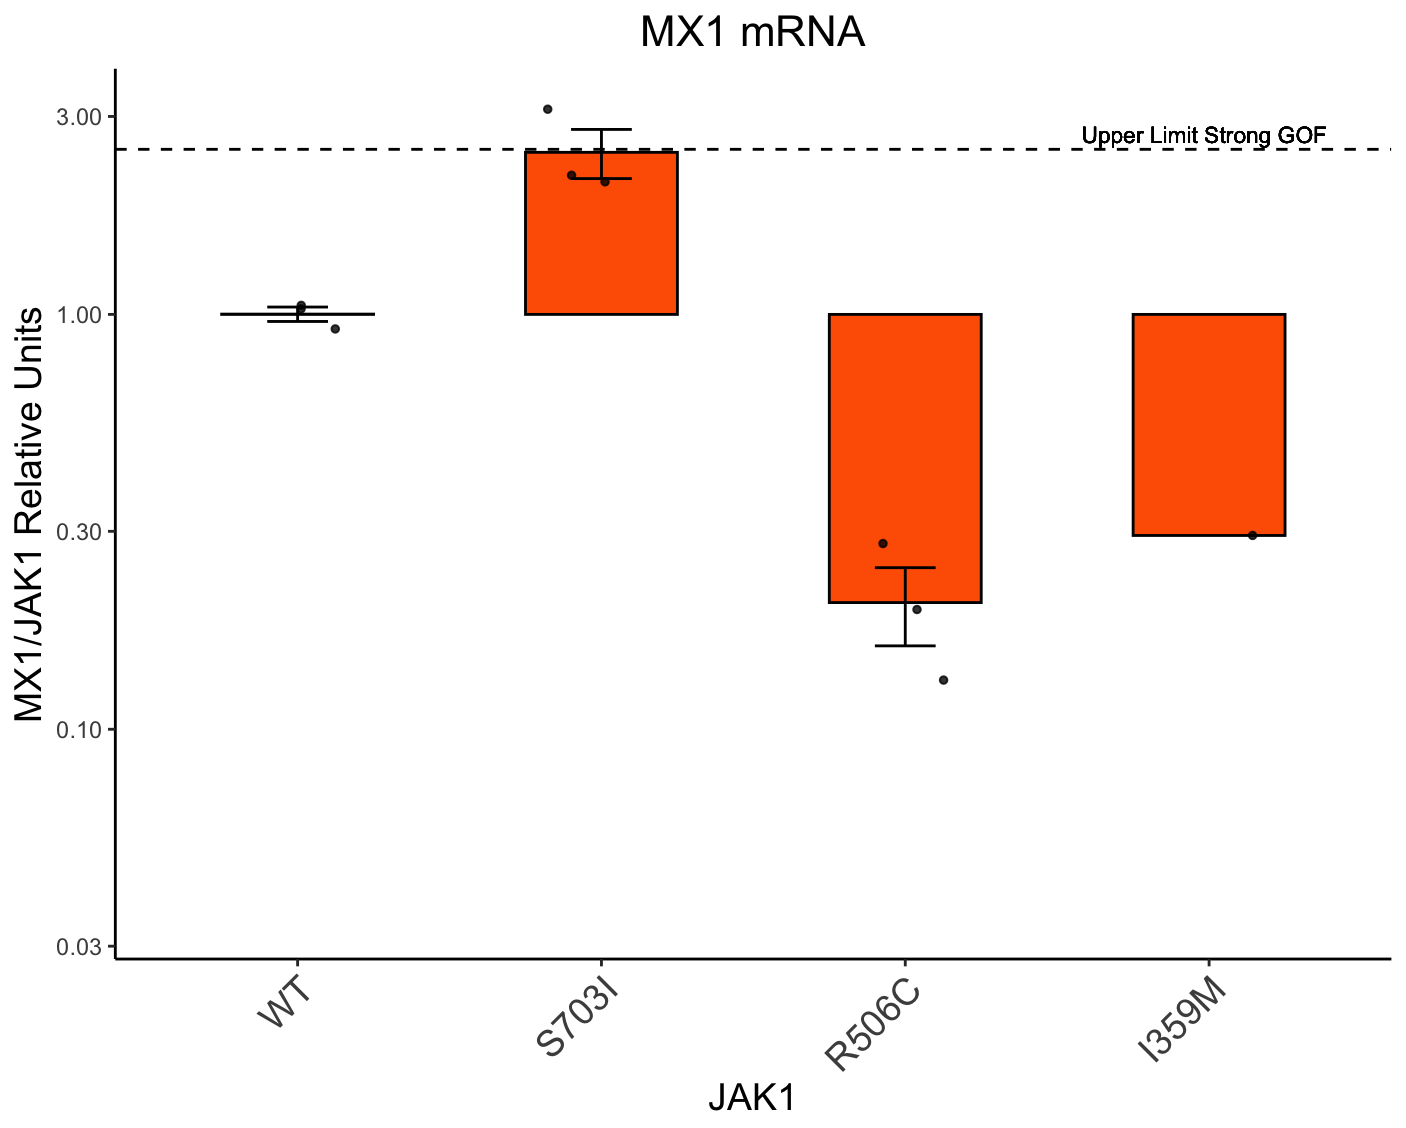 MX1 mRNA
MX1/JAK1 Relative Units
3.00
1.00
0.30
0.10
0.03
Upper Limit Strong GOF
WT
S703I
R506C
I359M
JAK1